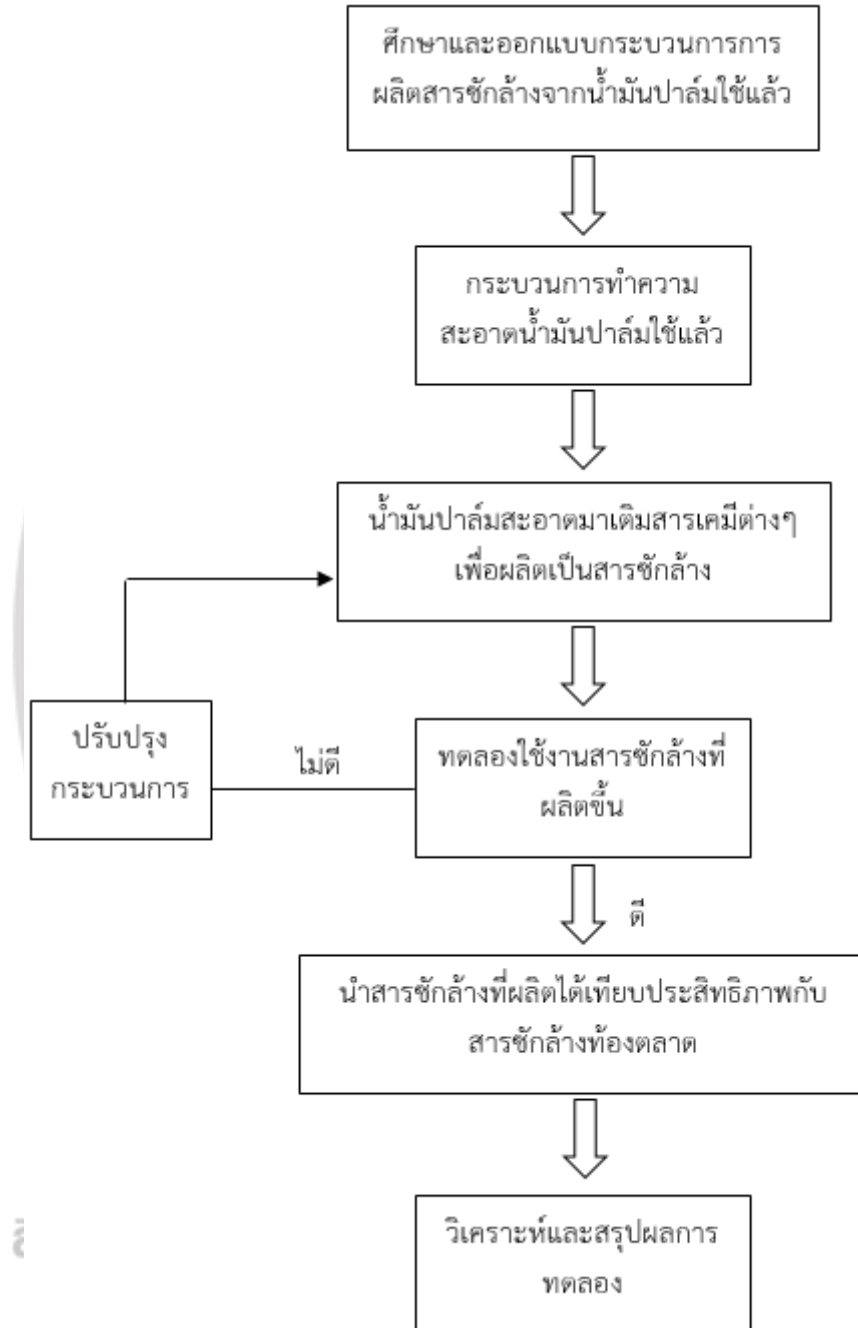 ศึกษาและออกแบบกระบวนการการ
ผลิตสารซักล้างจากน้ำมันปาล์มใช้แล้ว
กระบวนการทำความ
สะอาดน้ำมันปาล์มใช้แล้ว
น้ำมันปาล์มสะอาดมาเติมสารเคมีต่างๆ
เพื่อผลิตเป็นสารซักล้าง
ปรับปรุง
กระบวนการ
ไม่ดี
ทดลองใช้งานสารซักล้างที่
ผลิตขึ้น
ดี
นำสารซักล้างที่ผลิตได้เทียบประสิทธิภาพกับ
สารซักล้างท้องตลาด
วิเคราะห์และสรุปผลการ
ทดลอง